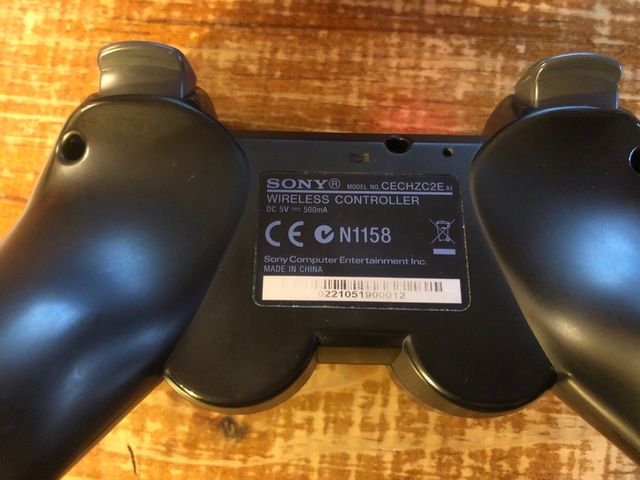 SONY® MODEL NO CECHZC2E A1
WIRELESS CONTROLLER
DC 5V ⎓ 500mA
CE N1158
Sony Computer Entertainment Inc.
MADE IN CHINA
0221051900012